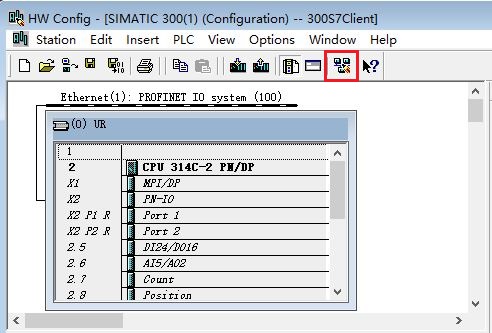 HW Config - [SIMATIC 300(1) (Configuration) -- 300S7Client]
Station Edit Insert PLC View Options Window Help
Ethernet(1): PROFINET IO system (100)
(0) UR
1
2 CPU 314C-2 PN/DP
X1 MPI/DP
X2 PN-IO
X2 P1 R Port 1
X2 P2 R Port 2
2.5 DI24/DO16
2.6 AI5/AO2
2.7 Count
2.8 Position